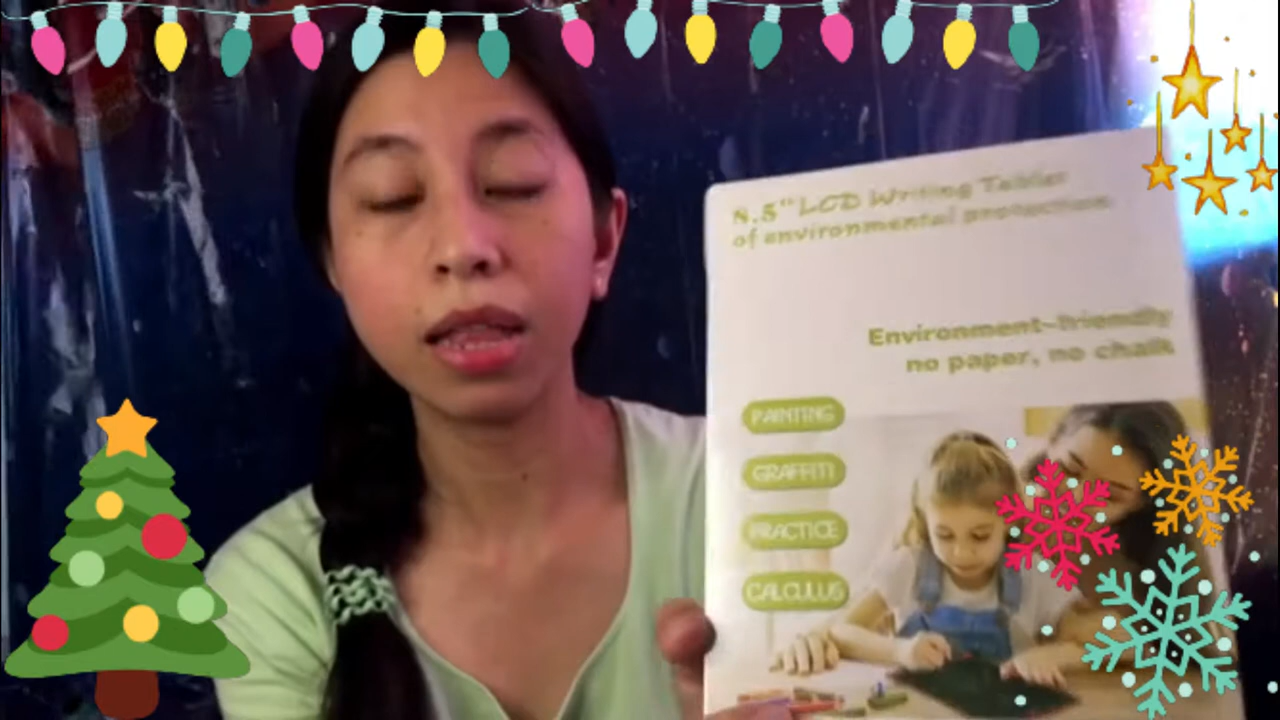 8.5" LCD Writing Tablet
of environmental protection
Environment-friendly
no paper, no chalk
PAINTING
GRAFFITI
PRACTICE
CALCULUS